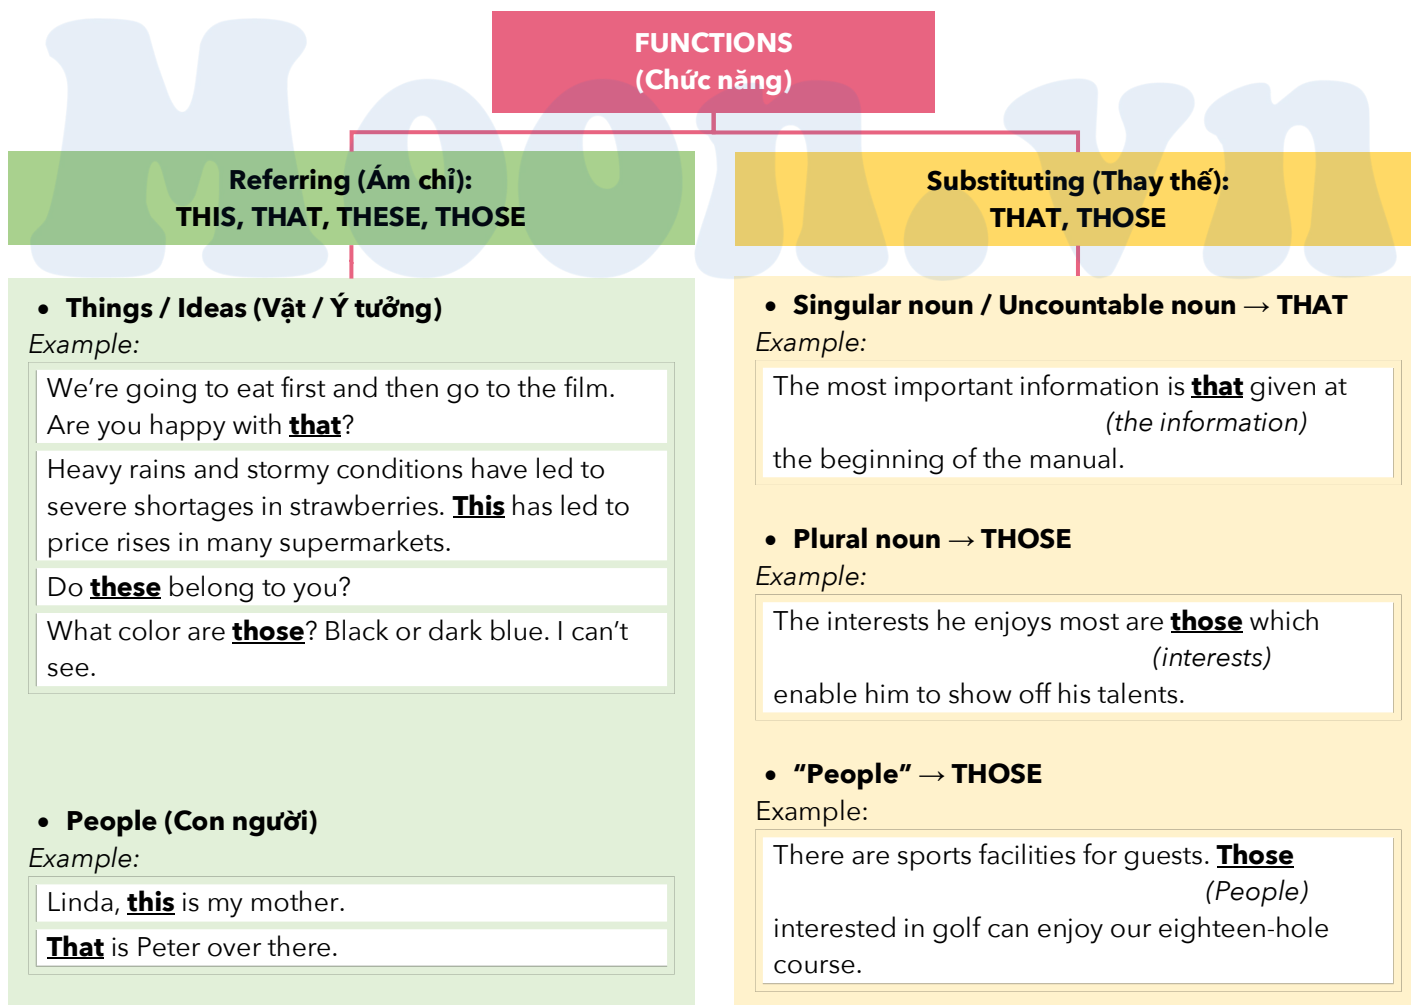 Moon.vn
FUNCTIONS
(Chức năng)
Referring (Ám chỉ):
THIS, THAT, THESE, THOSE
• Things / Ideas (Vật / Ý tưởng)
Example:
We’re going to eat first and then go to the film.
Are you happy with that?
Heavy rains and stormy conditions have led to
severe shortages in strawberries. This has led to
price rises in many supermarkets.
Do these belong to you?
What color are those? Black or dark blue. I can’t
see.
• People (Con người)
Example:
Linda, this is my mother.
That is Peter over there.
Substituting (Thay thế):
THAT, THOSE
• Singular noun / Uncountable noun → THAT
Example:
The most important information is that given at
(the information)
the beginning of the manual.
• Plural noun → THOSE
Example:
The interests he enjoys most are those which
(interests)
enable him to show off his talents.
• “People” → THOSE
Example:
There are sports facilities for guests. Those
(People)
interested in golf can enjoy our eighteen-hole
course.